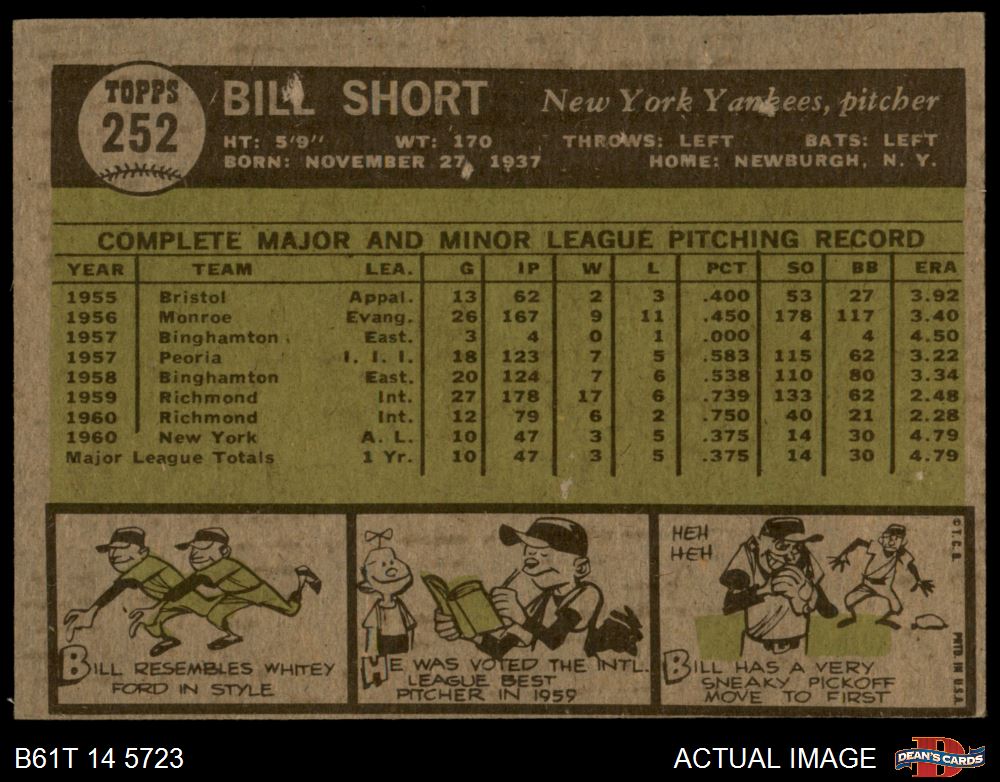 TOPPS
252
BILL SHORT New York Yankees, pitcher
HT: 5'9" WT: 170 THROWS: LEFT BATS: LEFT
BORN: NOVEMBER 27, 1937 HOME: NEWBURGH, N. Y.
COMPLETE MAJOR AND MINOR LEAGUE PITCHING RECORD
YEAR TEAM LEA. G IP W L PCT SO BB ERA
1955 Bristol Appal. 13 62 2 3 .400 53 27 3.92
1956 Monroe Evang. 26 167 9 11 .450 178 117 3.40
1957 Binghamton East. 3 4 0 1 .000 4 4 4.50
1957 Peoria I. I. I. 18 123 7 5 .583 115 62 3.22
1958 Binghamton East. 20 124 7 6 .538 110 80 3.34
1959 Richmond Int. 27 178 17 6 .739 133 62 2.48
1960 Richmond Int. 12 79 6 2 .750 40 21 2.28
1960 New York A. L. 10 47 3 5 .375 14 30 4.79
Major League Totals 1 Yr. 10 47 3 5 .375 14 30 4.79
BILL RESEMBLES WHITEY
FORD IN STYLE
HE WAS VOTED THE INTL.
LEAGUE BEST
PITCHER IN 1959
HEH
HEH
BILL HAS A VERY
SNEAKY PICKOFF
MOVE TO FIRST
© T.C.G. PRTD IN U.S.A.
B61T 14 5723
ACTUAL IMAGE
D
DEAN'S CARDS